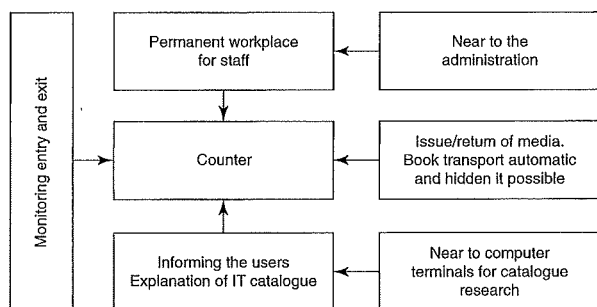 Monitoring entry and exit
Permanent workplace
for staff
Near to the
administration
Counter
Issue/return of media.
Book transport automatic
and hidden it possible
Informing the users
Explanation of IT catalogue
Near to computer
terminals for catalogue
research